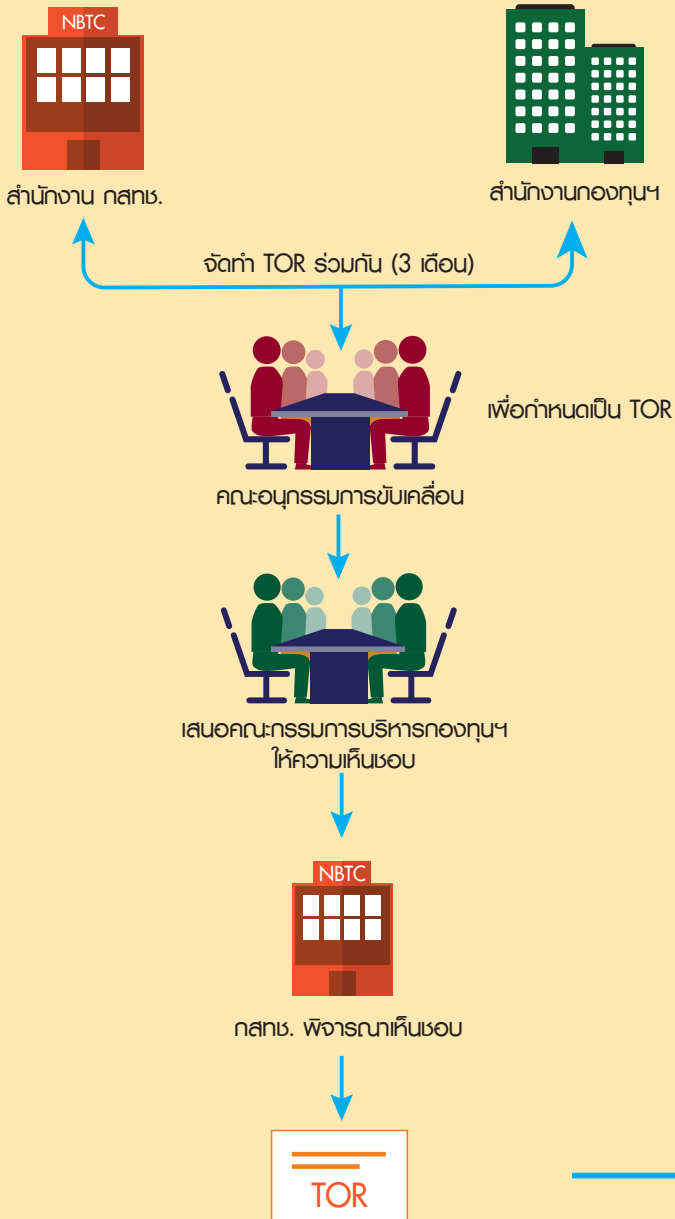 NBTC
สำนักงาน กสทช.
สำนักงานกองทุนฯ
จัดทำ TOR ร่วมกัน (3 เดือน)
เพื่อกำหนดเป็น TOR
คณะอนุกรรมการขับเคลื่อน
เสนอคณะกรรมการบริหารกองทุนฯ
ให้ความเห็นชอบ
NBTC
กสทช. พิจารณาเห็นชอบ
TOR